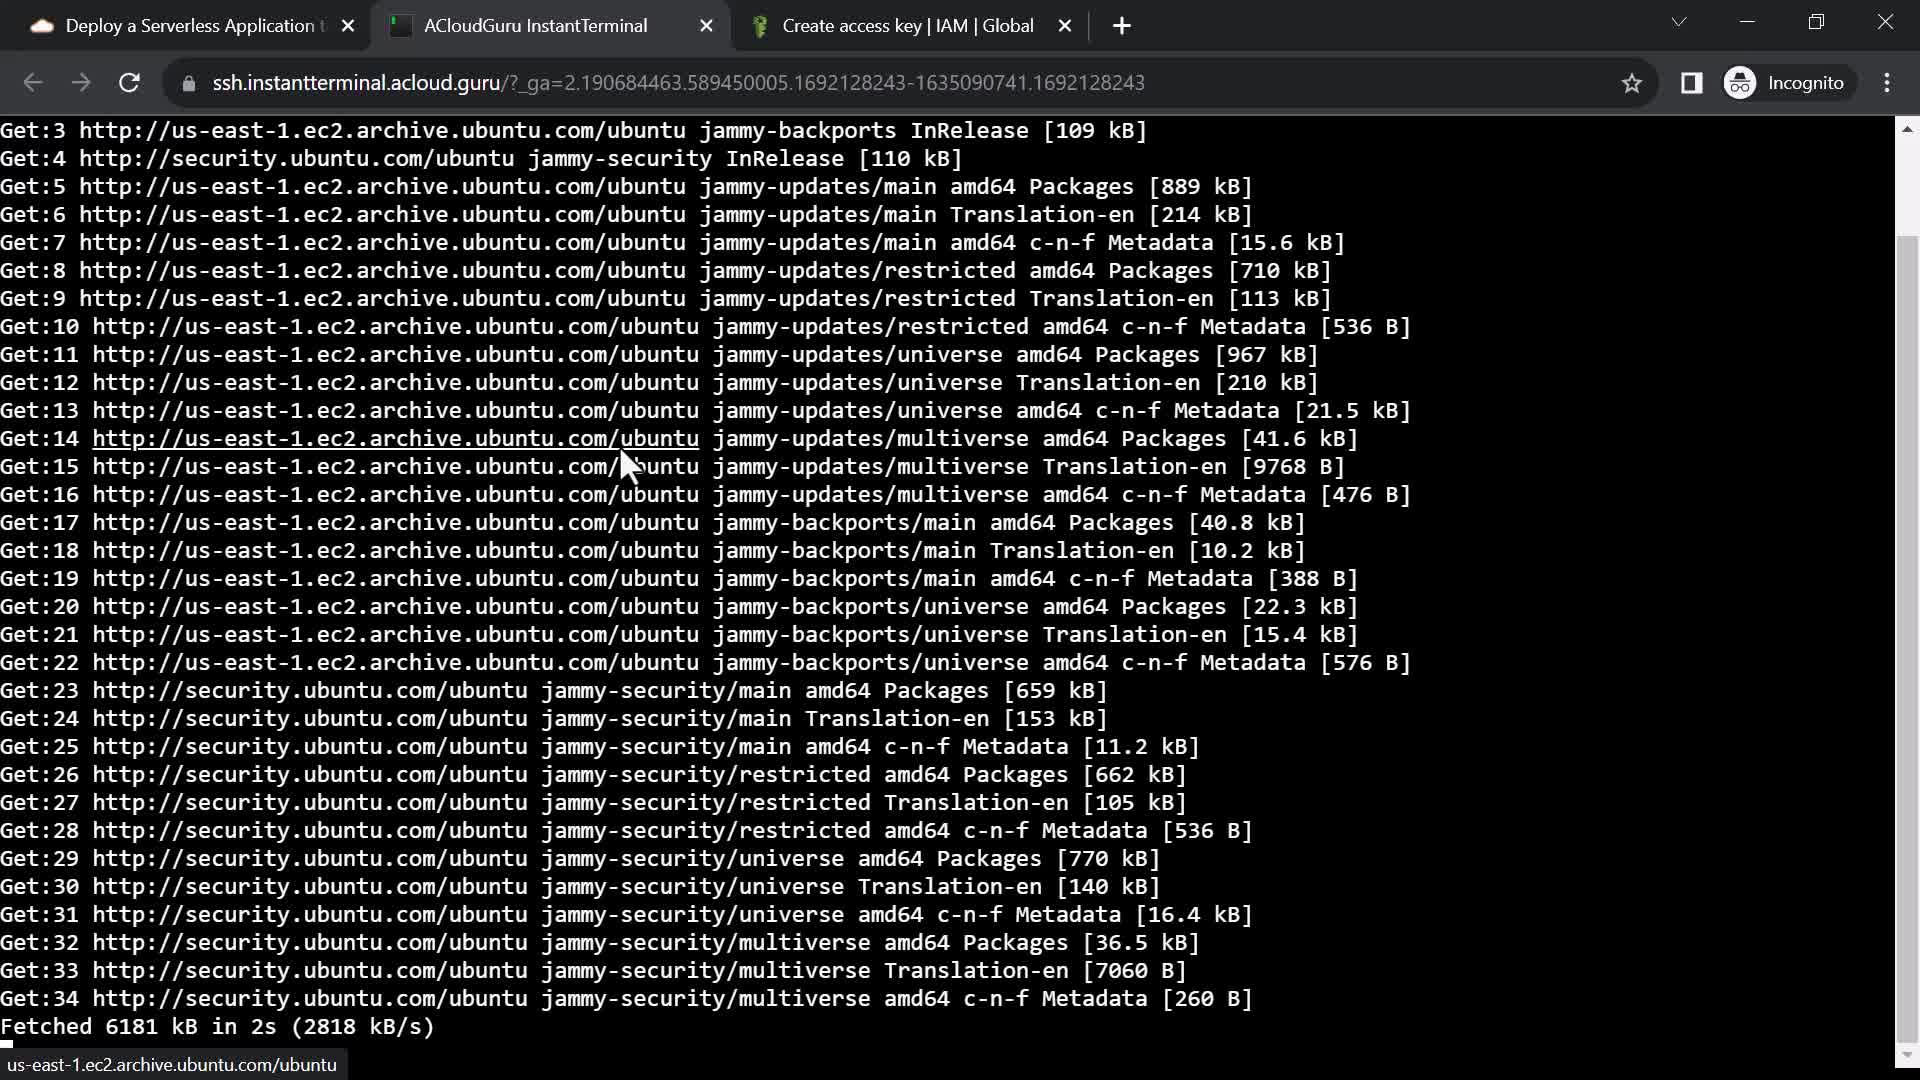 Deploy a Serverless Application t
ACloudGuru InstantTerminal
Create access key | IAM | Global
ssh.instantterminal.acloud.guru/?_ga=2.190684463.589450005.1692128243-1635090741.1692128243
Incognito
Get:3 http://us-east-1.ec2.archive.ubuntu.com/ubuntu jammy-backports InRelease [109 kB]
Get:4 http://security.ubuntu.com/ubuntu jammy-security InRelease [110 kB]
Get:5 http://us-east-1.ec2.archive.ubuntu.com/ubuntu jammy-updates/main amd64 Packages [889 kB]
Get:6 http://us-east-1.ec2.archive.ubuntu.com/ubuntu jammy-updates/main Translation-en [214 kB]
Get:7 http://us-east-1.ec2.archive.ubuntu.com/ubuntu jammy-updates/main amd64 c-n-f Metadata [15.6 kB]
Get:8 http://us-east-1.ec2.archive.ubuntu.com/ubuntu jammy-updates/restricted amd64 Packages [710 kB]
Get:9 http://us-east-1.ec2.archive.ubuntu.com/ubuntu jammy-updates/restricted Translation-en [113 kB]
Get:10 http://us-east-1.ec2.archive.ubuntu.com/ubuntu jammy-updates/restricted amd64 c-n-f Metadata [536 B]
Get:11 http://us-east-1.ec2.archive.ubuntu.com/ubuntu jammy-updates/universe amd64 Packages [967 kB]
Get:12 http://us-east-1.ec2.archive.ubuntu.com/ubuntu jammy-updates/universe Translation-en [210 kB]
Get:13 http://us-east-1.ec2.archive.ubuntu.com/ubuntu jammy-updates/universe amd64 c-n-f Metadata [21.5 kB]
Get:14 http://us-east-1.ec2.archive.ubuntu.com/ubuntu jammy-updates/multiverse amd64 Packages [41.6 kB]
Get:15 http://us-east-1.ec2.archive.ubuntu.com/ubuntu jammy-updates/multiverse Translation-en [9768 B]
Get:16 http://us-east-1.ec2.archive.ubuntu.com/ubuntu jammy-updates/multiverse amd64 c-n-f Metadata [476 B]
Get:17 http://us-east-1.ec2.archive.ubuntu.com/ubuntu jammy-backports/main amd64 Packages [40.8 kB]
Get:18 http://us-east-1.ec2.archive.ubuntu.com/ubuntu jammy-backports/main Translation-en [10.2 kB]
Get:19 http://us-east-1.ec2.archive.ubuntu.com/ubuntu jammy-backports/main amd64 c-n-f Metadata [388 B]
Get:20 http://us-east-1.ec2.archive.ubuntu.com/ubuntu jammy-backports/universe amd64 Packages [22.3 kB]
Get:21 http://us-east-1.ec2.archive.ubuntu.com/ubuntu jammy-backports/universe Translation-en [15.4 kB]
Get:22 http://us-east-1.ec2.archive.ubuntu.com/ubuntu jammy-backports/universe amd64 c-n-f Metadata [576 B]
Get:23 http://security.ubuntu.com/ubuntu jammy-security/main amd64 Packages [659 kB]
Get:24 http://security.ubuntu.com/ubuntu jammy-security/main Translation-en [153 kB]
Get:25 http://security.ubuntu.com/ubuntu jammy-security/main amd64 c-n-f Metadata [11.2 kB]
Get:26 http://security.ubuntu.com/ubuntu jammy-security/restricted amd64 Packages [662 kB]
Get:27 http://security.ubuntu.com/ubuntu jammy-security/restricted Translation-en [105 kB]
Get:28 http://security.ubuntu.com/ubuntu jammy-security/restricted amd64 c-n-f Metadata [536 B]
Get:29 http://security.ubuntu.com/ubuntu jammy-security/universe amd64 Packages [770 kB]
Get:30 http://security.ubuntu.com/ubuntu jammy-security/universe Translation-en [140 kB]
Get:31 http://security.ubuntu.com/ubuntu jammy-security/universe amd64 c-n-f Metadata [16.4 kB]
Get:32 http://security.ubuntu.com/ubuntu jammy-security/multiverse amd64 Packages [36.5 kB]
Get:33 http://security.ubuntu.com/ubuntu jammy-security/multiverse Translation-en [7060 B]
Get:34 http://security.ubuntu.com/ubuntu jammy-security/multiverse amd64 c-n-f Metadata [260 B]
Fetched 6181 kB in 2s (2818 kB/s)
us-east-1.ec2.archive.ubuntu.com/ubuntu